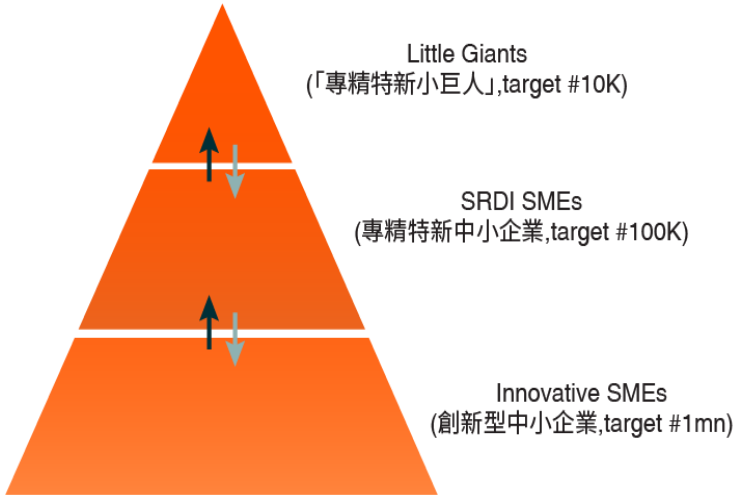 Little Giants
(「專精特新小巨人」,target #10K)
SRDI SMEs
(專精特新中小企業,target #100K)
Innovative SMEs
(創新型中小企業,target #1mn)